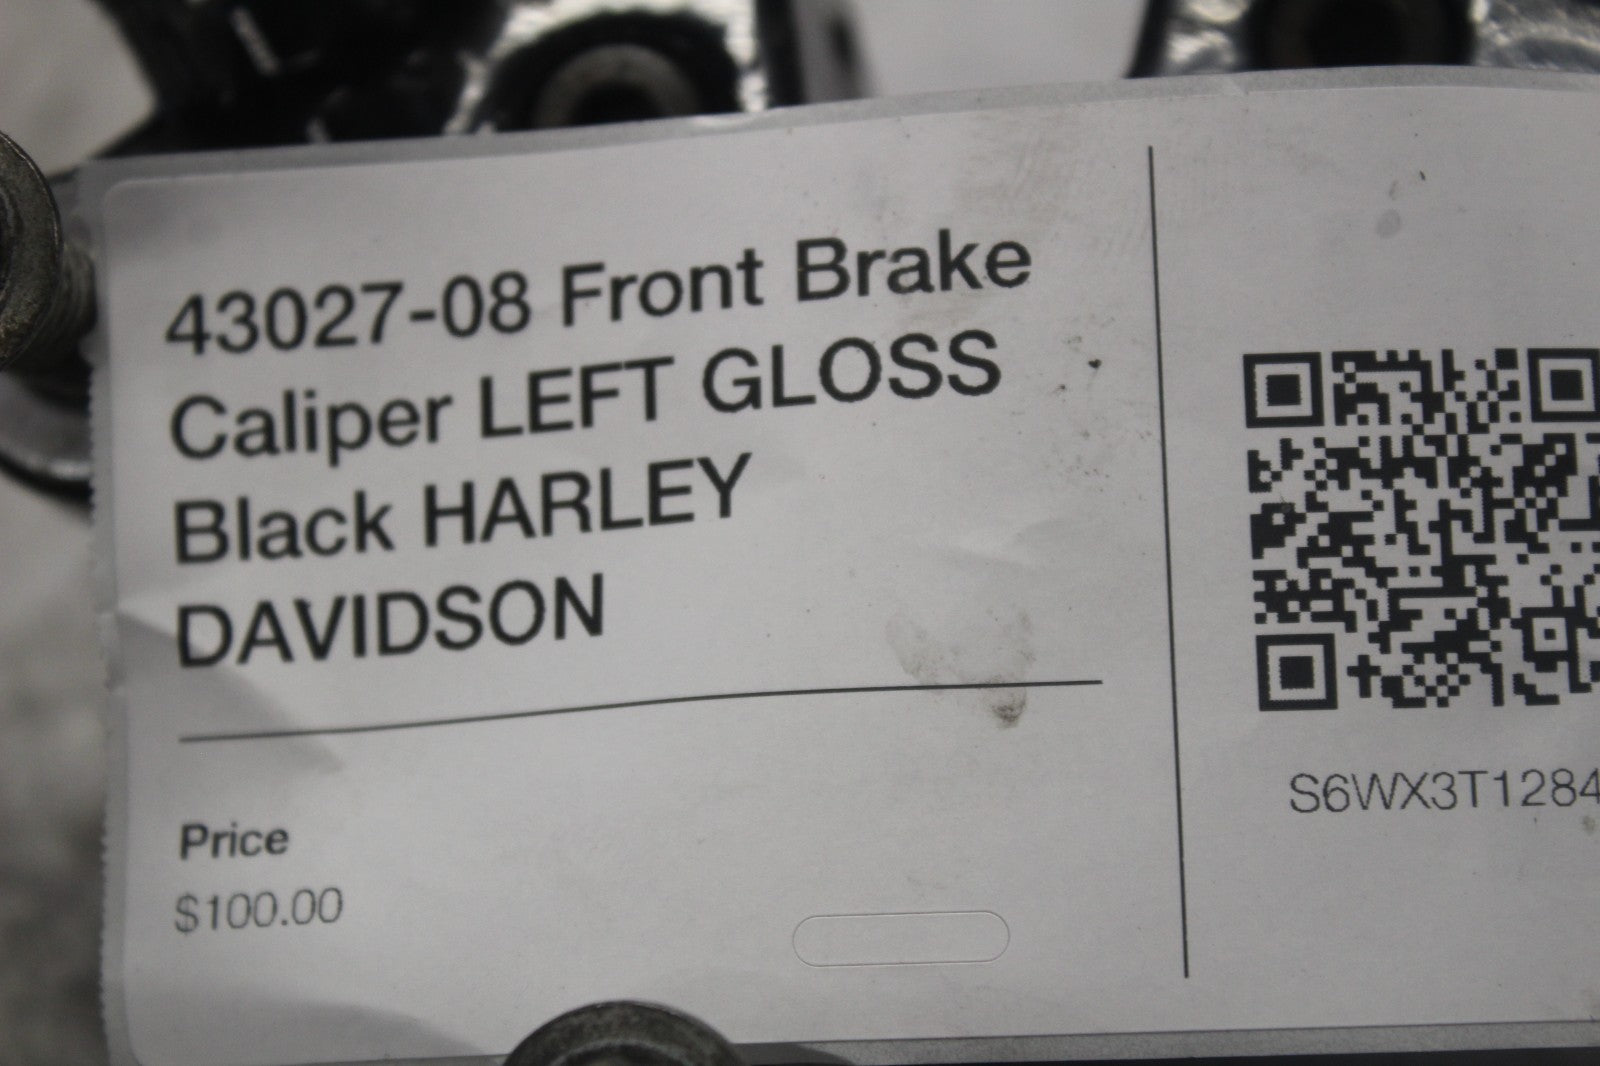 43027-08 Front Brake
Caliper LEFT GLOSS
Black HARLEY
DAVIDSON
Price
$100.00
S6WX3T1284